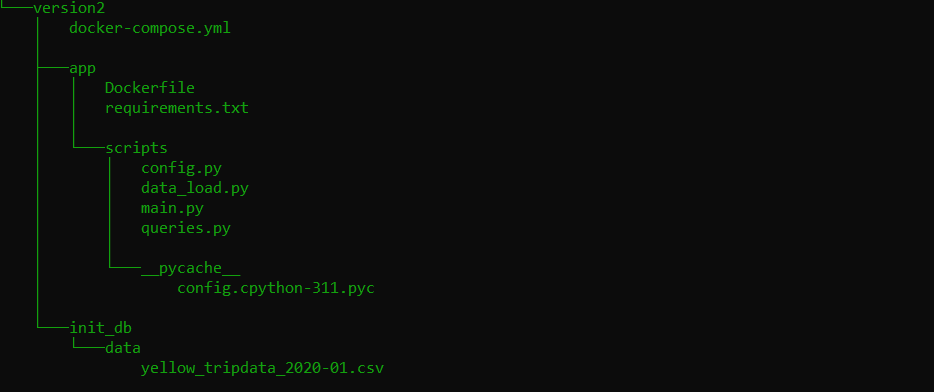 version2
docker-compose.yml
app
Dockerfile
requirements.txt
scripts
config.py
data_load.py
main.py
queries.py
__pycache__
config.cpython-311.pyc
init_db
data
yellow_tripdata_2020-01.csv